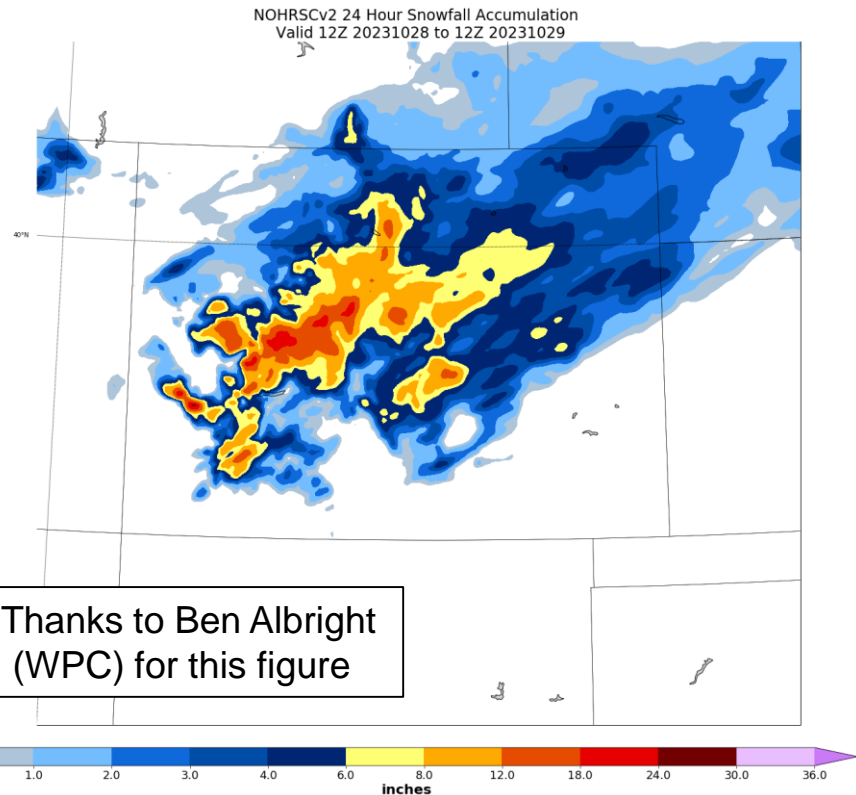 NOHRSCv2 24 Hour Snowfall Accumulation
Valid 12Z 20231028 to 12Z 20231029
40°N
Thanks to Ben Albright
(WPC) for this figure
1.0 2.0 3.0 4.0 6.0 8.0 12.0 18.0 24.0 30.0 36.0
inches